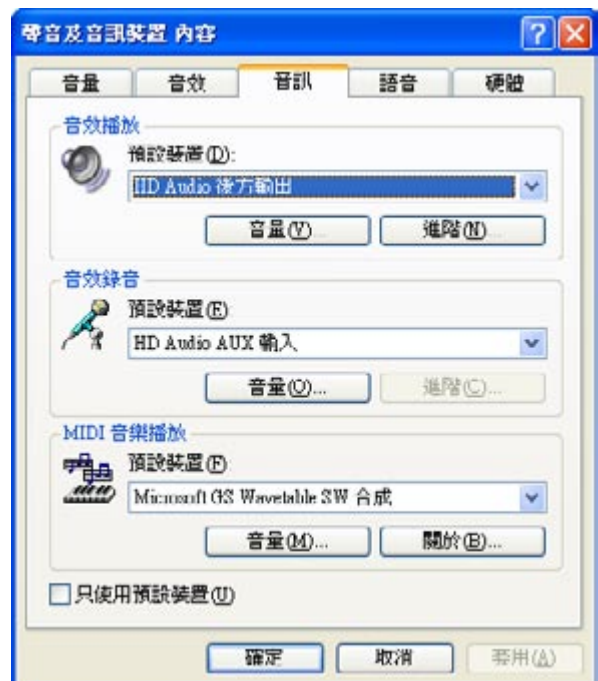 聲音及音訊裝置 內容
音量 音效 音訊 語音 硬體
音效播放
預設裝置(D):
HD Audio 後方輸出
音量(V)... 進階(N)...
音效錄音
預設裝置(E)
HD Audio AUX 輸入
音量(O)... 進階(C)...
MIDI 音樂播放
預設裝置(F)
Microsoft GS Wavetable SW 合成
音量(M)... 關於(B)...
只使用預設裝置(U)
確定 取消 套用(A)